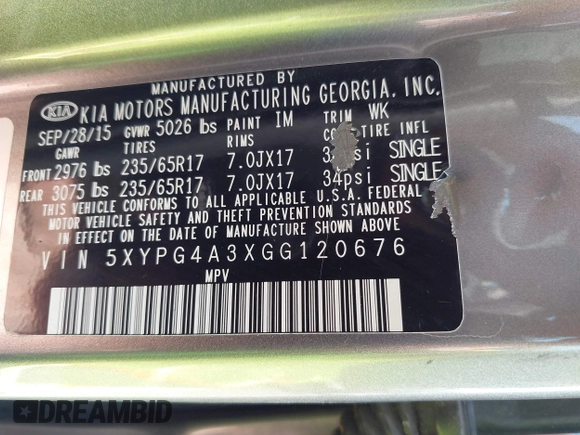 MANUFACTURED BY
KIA KIA MOTORS MANUFACTURING GEORGIA, INC.
SEP/28/15 GVWR 5026 lbs PAINT IM TRIM WK
GAWR TIRES RIMS COLD TIRE INFL
FRONT 2976 lbs 235/65R17 7.0JX17 SINGLE
REAR 3075 lbs 235/65R17 7.0JX17 34psi SINGLE
THIS VEHICLE CONFORMS TO ALL APPLICABLE U.S.A. FEDERAL
MOTOR VEHICLE SAFETY AND THEFT PREVENTION STANDARDS
IN EFFECT ON THE DATE OF MANUFACTURE SHOWN ABOVE.
VIN 5XYPG4A3XGG120676
MPV
DREAMBID